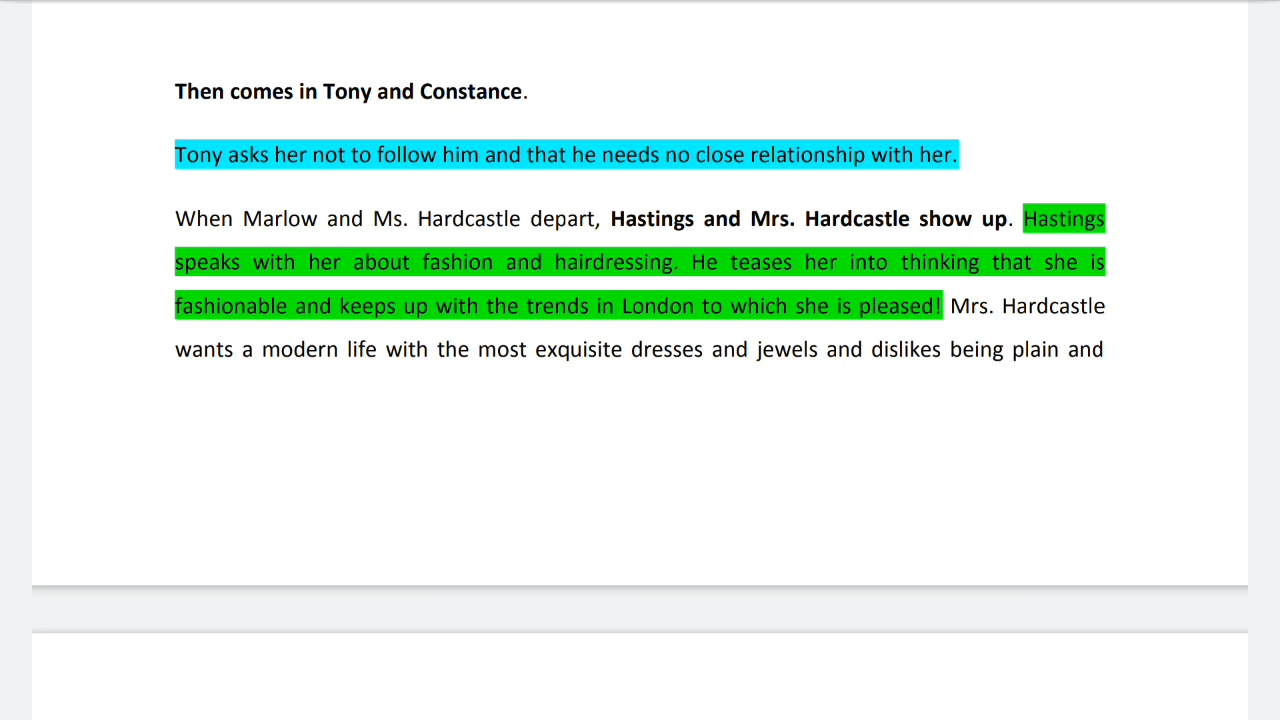 Then comes in Tony and Constance.
Tony asks her not to follow him and that he needs no close relationship with her.
When Marlow and Ms. Hardcastle depart, Hastings and Mrs. Hardcastle show up. Hastings
speaks with her about fashion and hairdressing. He teases her into thinking that she is
fashionable and keeps up with the trends in London to which she is pleased! Mrs. Hardcastle
wants a modern life with the most exquisite dresses and jewels and dislikes being plain and